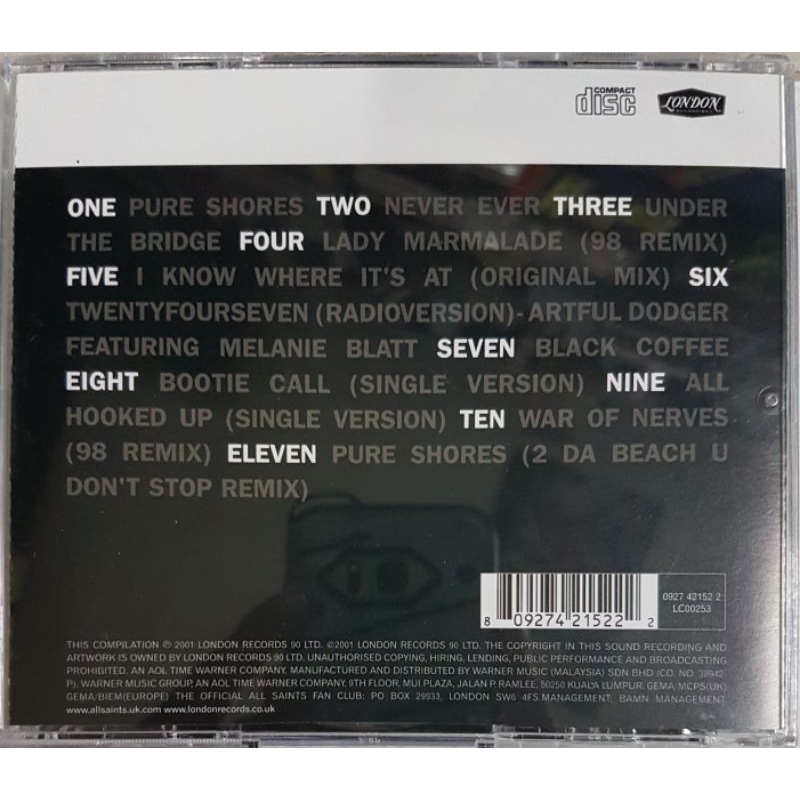 COMPACT
disc
LONDON
ONE PURE SHORES TWO NEVER EVER THREE UNDER
THE BRIDGE FOUR LADY MARMALADE (98 REMIX)
FIVE I KNOW WHERE IT'S AT (ORIGINAL MIX) SIX
TWENTYFOURSEVEN (RADIOVERSION)- ARTFUL DODGER
FEATURING MELANIE BLATT SEVEN BLACK COFFEE
EIGHT BOOTIE CALL (SINGLE VERSION) NINE ALL
HOOKED UP (SINGLE VERSION) TEN WAR OF NERVES
(98 REMIX) ELEVEN PURE SHORES (2 DA BEACH U
DON'T STOP REMIX)
0927 42152 2
LC00253
8 09274 21522 2
THIS COMPILATION ℗ 2001 LONDON RECORDS 90 LTD. ©2001 LONDON RECORDS 90 LTD. THE COPYRIGHT IN THIS SOUND RECORDING AND
ARTWORK IS OWNED BY LONDON RECORDS 90 LTD. UNAUTHORISED COPYING, HIRING, LENDING, PUBLIC PERFORMANCE AND BROADCASTING
PROHIBITED. AN AOL TIME WARNER COMPANY. MANUFACTURED AND DISTRIBUTED BY WARNER MUSIC (MALAYSIA) SDN BHD (CO. NO. 78942-
P). WARNER MUSIC GROUP, AN AOL TIME WARNER COMPANY. 9TH FLOOR, MUI PLAZA, JALAN P. RAMLEE, 50250 KUALA LUMPUR. GEMA, MCPS(UK)
GEMA/BIEM(EUROPE) THE OFFICIAL ALL SAINTS FAN CLUB: PO BOX 29933, LONDON SW6 4FS.MANAGEMENT: BAMN MANAGEMENT
www.allsaints.uk.com www.londonrecords.co.uk